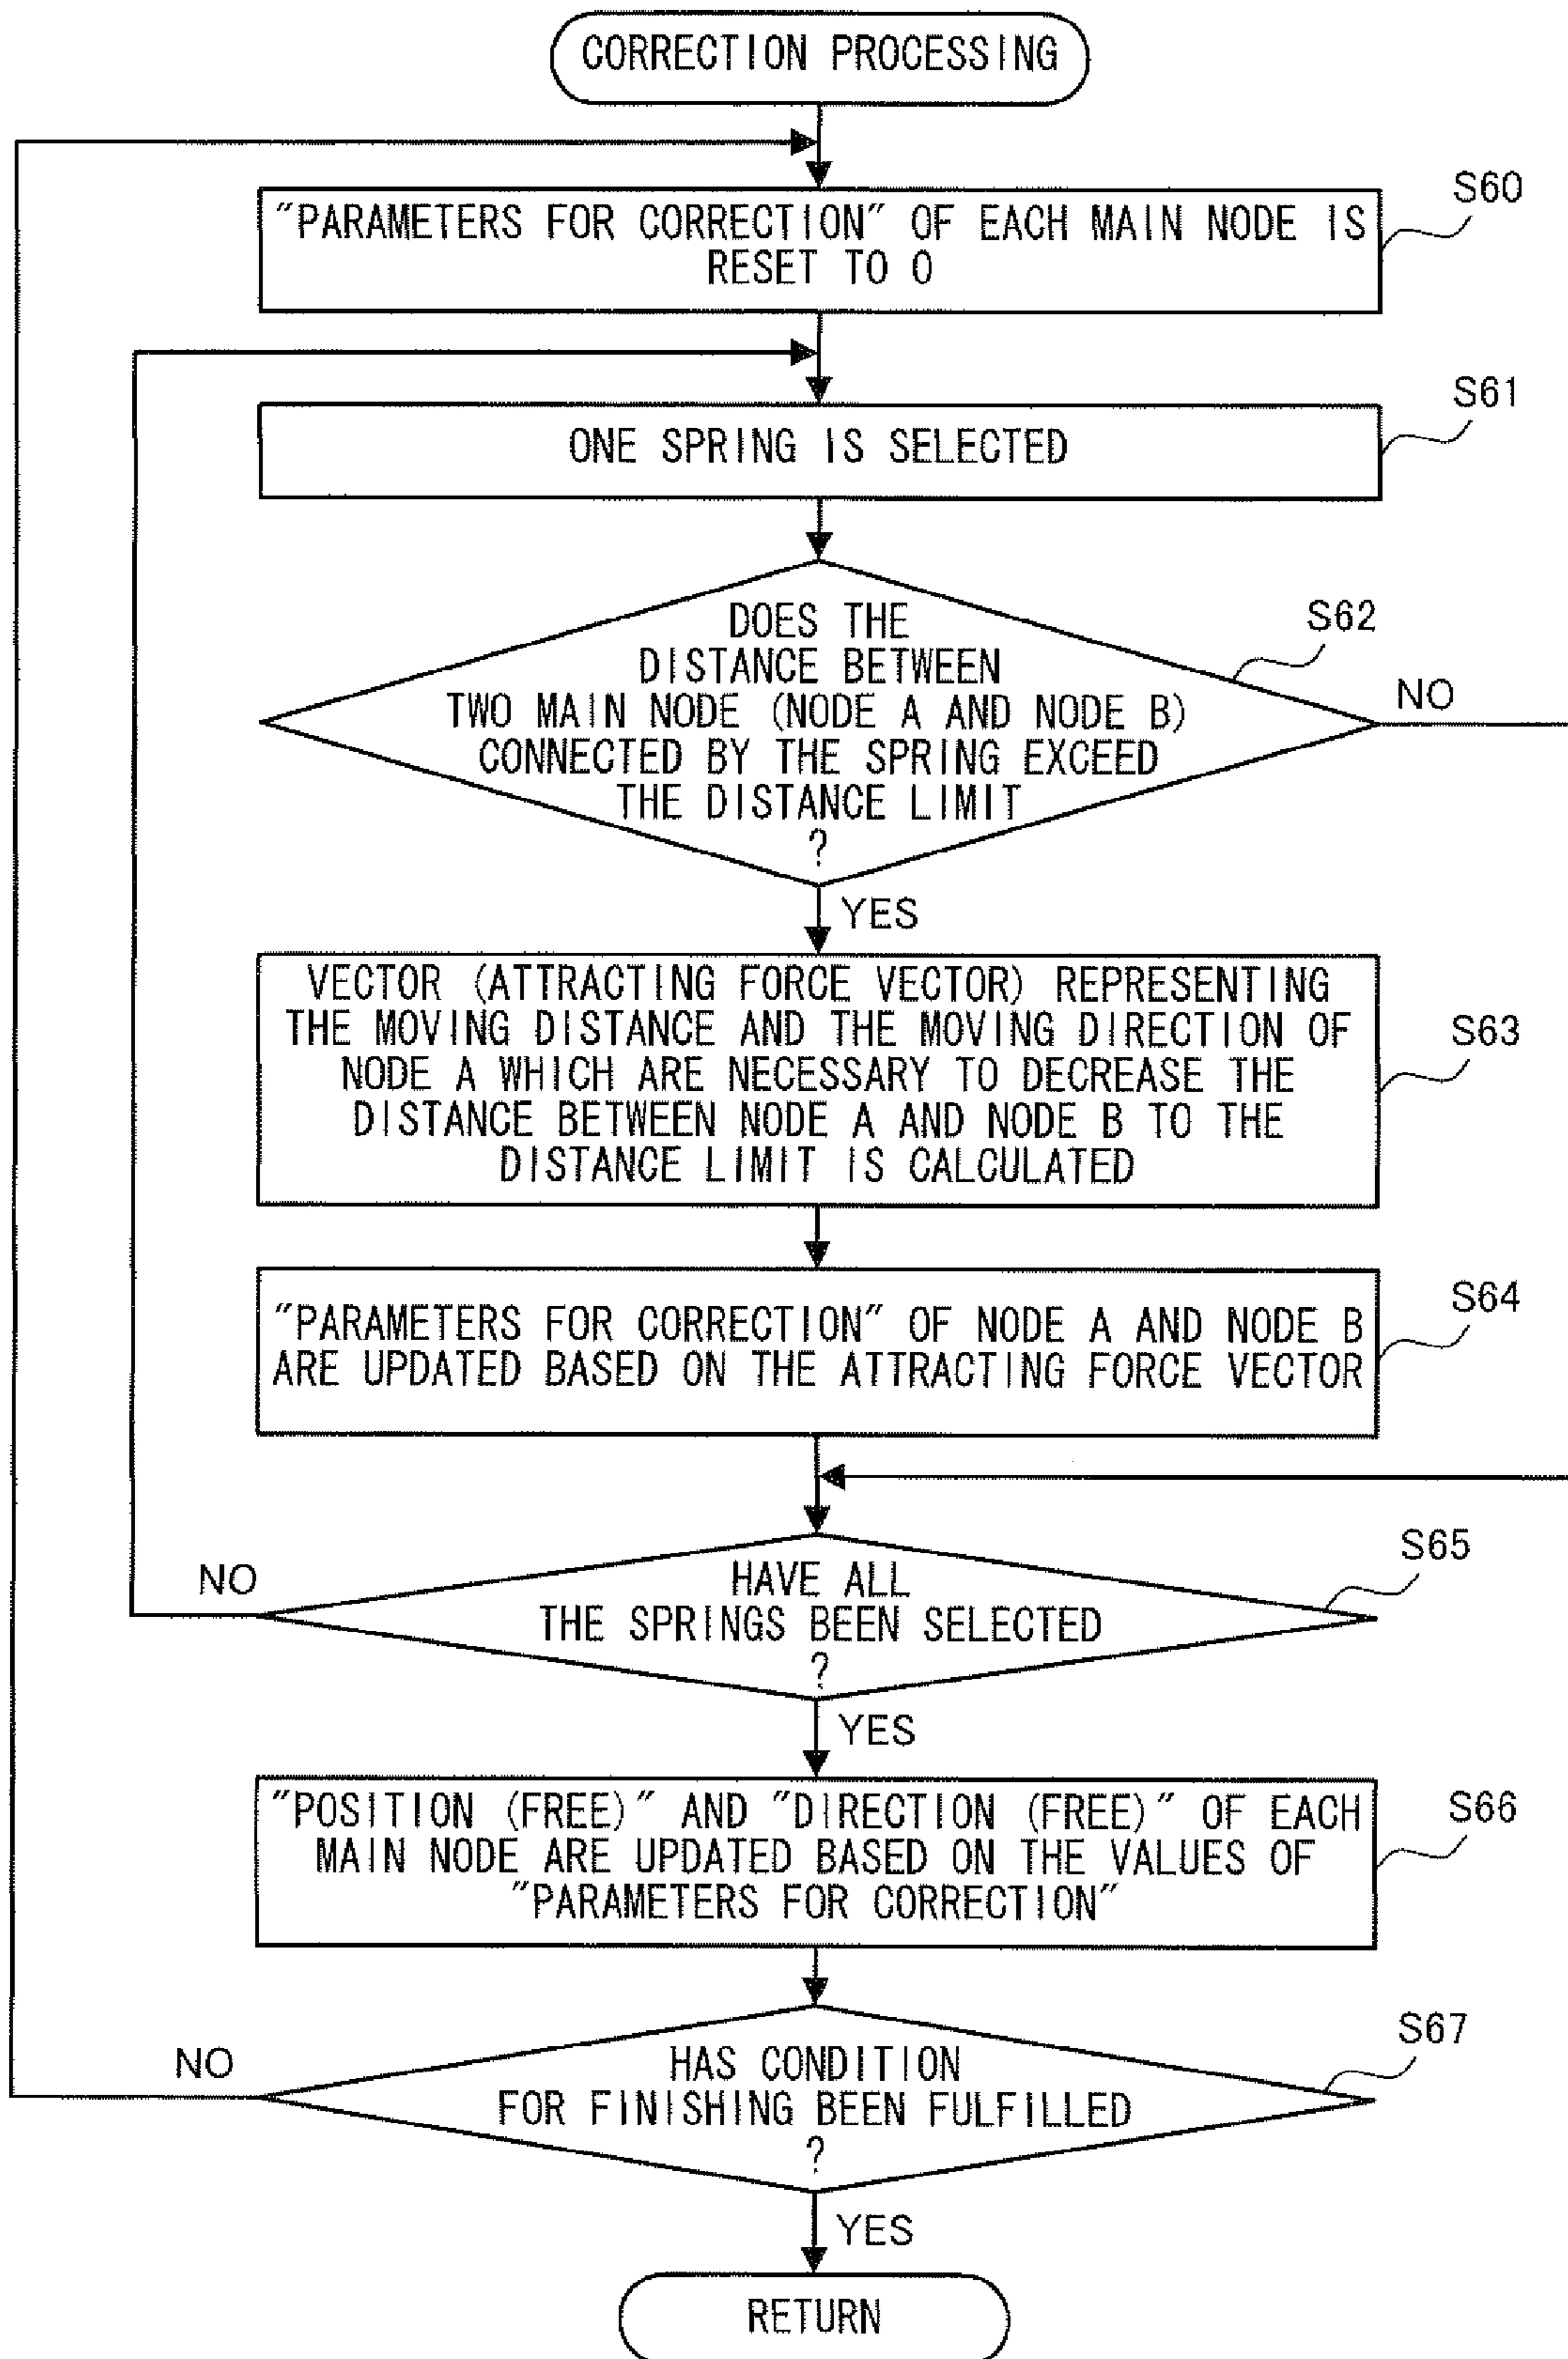 CORRECTION PROCESSING
S60
"PARAMETERS FOR CORRECTION" OF EACH MAIN NODE IS
RESET TO 0
S61
ONE SPRING IS SELECTED
S62
DOES THE
DISTANCE BETWEEN
TWO MAIN NODE (NODE A AND NODE B)
CONNECTED BY THE SPRING EXCEED
THE DISTANCE LIMIT
?
NO
YES
VECTOR (ATTRACTING FORCE VECTOR) REPRESENTING
THE MOVING DISTANCE AND THE MOVING DIRECTION OF
NODE A WHICH ARE NECESSARY TO DECREASE THE
DISTANCE BETWEEN NODE A AND NODE B TO THE
DISTANCE LIMIT IS CALCULATED
S63
"PARAMETERS FOR CORRECTION" OF NODE A AND NODE B
ARE UPDATED BASED ON THE ATTRACTING FORCE VECTOR
S64
S65
NO
HAVE ALL
THE SPRINGS BEEN SELECTED
?
YES
"POSITION (FREE)" AND "DIRECTION (FREE)" OF EACH
MAIN NODE ARE UPDATED BASED ON THE VALUES OF
"PARAMETERS FOR CORRECTION"
S66
S67
NO
HAS CONDITION
FOR FINISHING BEEN FULFILLED
?
YES
RETURN